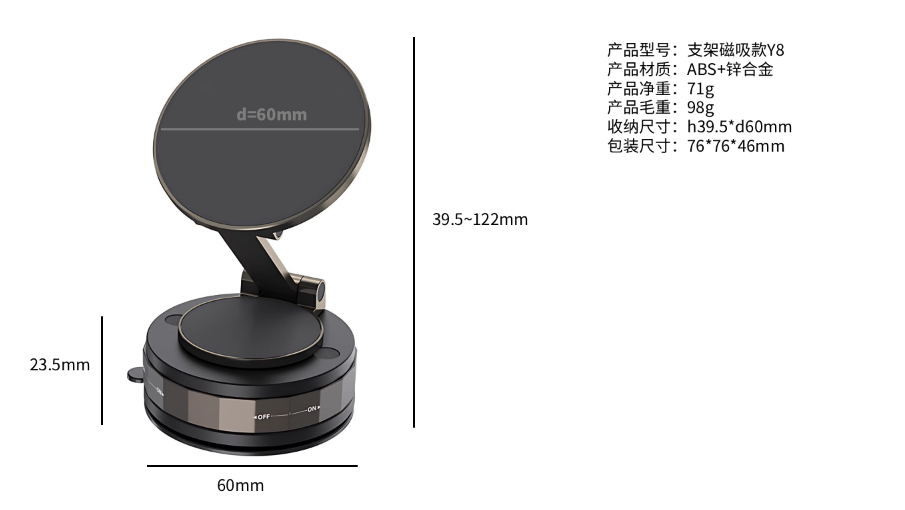 产品型号：支架磁吸款Y8
产品材质：ABS+锌合金
产品净重：71g
产品毛重：98g
收纳尺寸：h39.5*d60mm
包装尺寸：76*76*46mm
d=60mm
39.5~122mm
23.5mm
ON
OFF ON
60mm